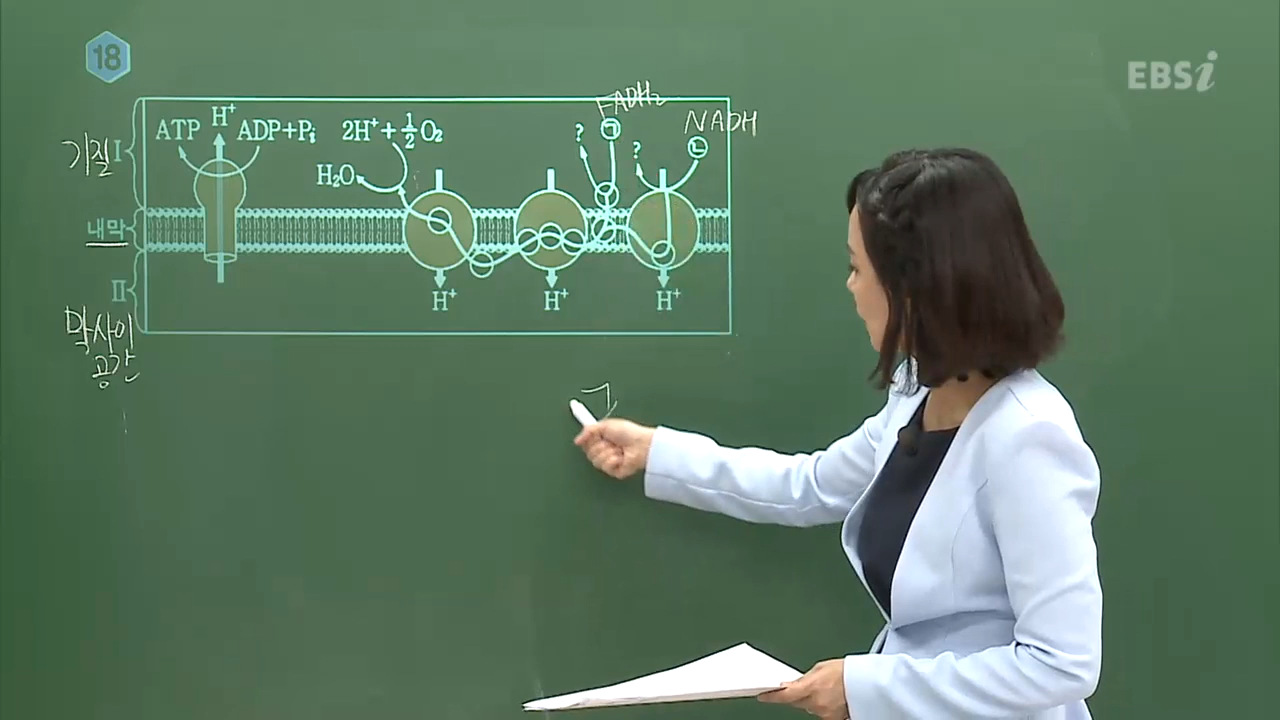 18
EBSi
FADH₂
NADH
ATP H⁺ ADP+Pᵢ 2H⁺+½O₂ ? ㉠
기질 I
? ㉡
H₂O
내막
II H⁺ H⁺ H⁺
막사이
공간
ㄱ